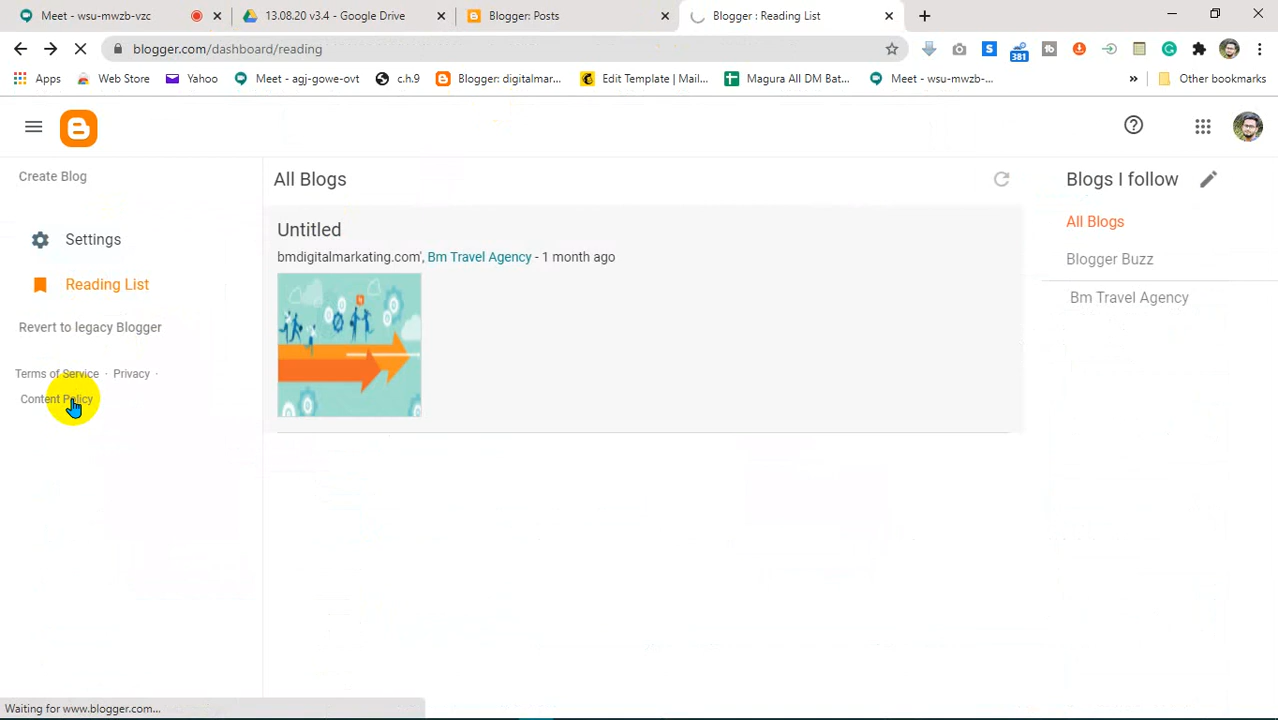 Meet - wsu-mwzb-vzc
13.08.20 v3.4 - Google Drive
Blogger: Posts
Blogger : Reading List
blogger.com/dashboard/reading
381
Apps
Web Store
Yahoo
Meet - agj-gowe-ovt
c.h.9
Blogger: digitalmar...
Edit Template | Mail...
Magura All DM Bat...
Meet - wsu-mwzb-...
Other bookmarks
Create Blog
Settings
Reading List
Revert to legacy Blogger
Terms of Service · Privacy ·
Content Policy
All Blogs
Untitled
bmdigitalmarkating.com', Bm Travel Agency - 1 month ago
Blogs I follow
All Blogs
Blogger Buzz
Bm Travel Agency
Waiting for www.blogger.com...